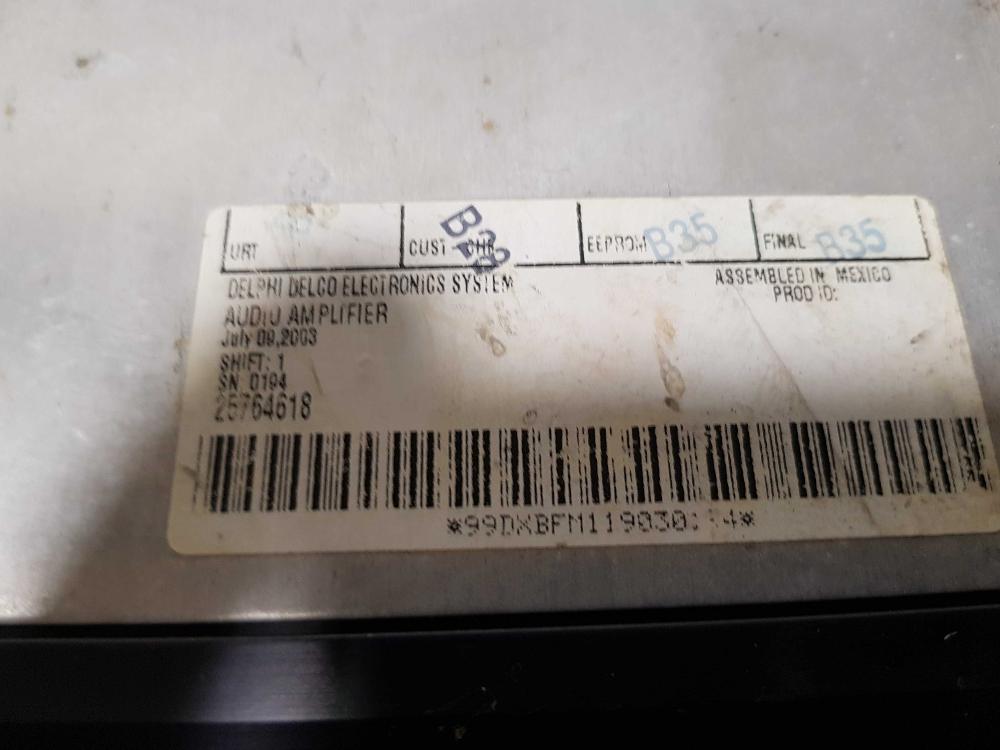 URT CUST - CHR EEPROM B35 FINAL B35
DELPHI DELCO ELECTRONICS SYSTEM
ASSEMBLED IN MEXICO
PROD ID:
AUDIO AMPLIFIER
July 09,2003
SHIFT: 1
SN: 0194
25764618